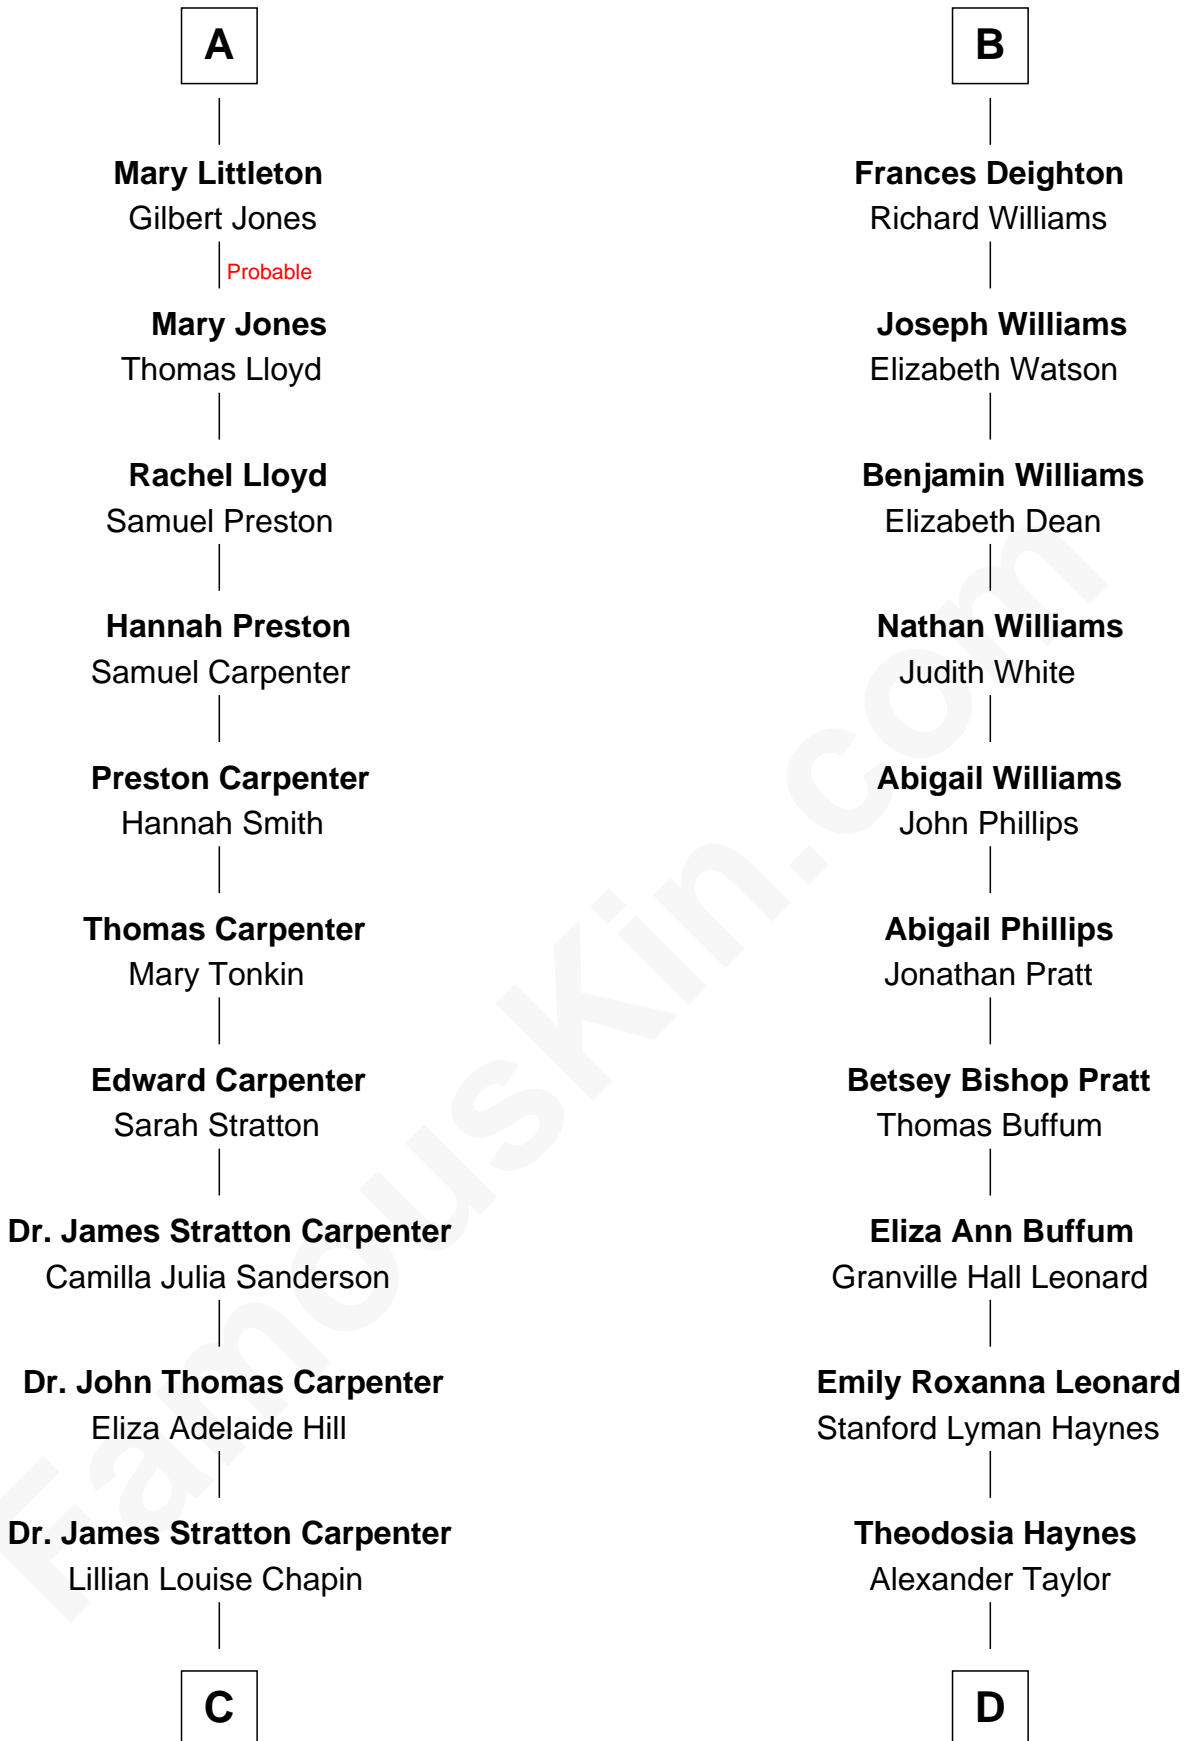 A
Mary Littleton
Gilbert Jones
Probable
Mary Jones
Thomas Lloyd
Rachel Lloyd
Samuel Preston
Hannah Preston
Samuel Carpenter
Preston Carpenter
Hannah Smith
Thomas Carpenter
Mary Tonkin
Edward Carpenter
Sarah Stratton
Dr. James Stratton Carpenter
Camilla Julia Sanderson
Dr. John Thomas Carpenter
Eliza Adelaide Hill
Dr. James Stratton Carpenter
Lillian Louise Chapin
C
B
Frances Deighton
Richard Williams
Joseph Williams
Elizabeth Watson
Benjamin Williams
Elizabeth Dean
Nathan Williams
Judith White
Abigail Williams
John Phillips
Abigail Phillips
Jonathan Pratt
Betsey Bishop Pratt
Thomas Buffum
Eliza Ann Buffum
Granville Hall Leonard
Emily Roxanna Leonard
Stanford Lyman Haynes
Theodosia Haynes
Alexander Taylor
D
FamousKin.com